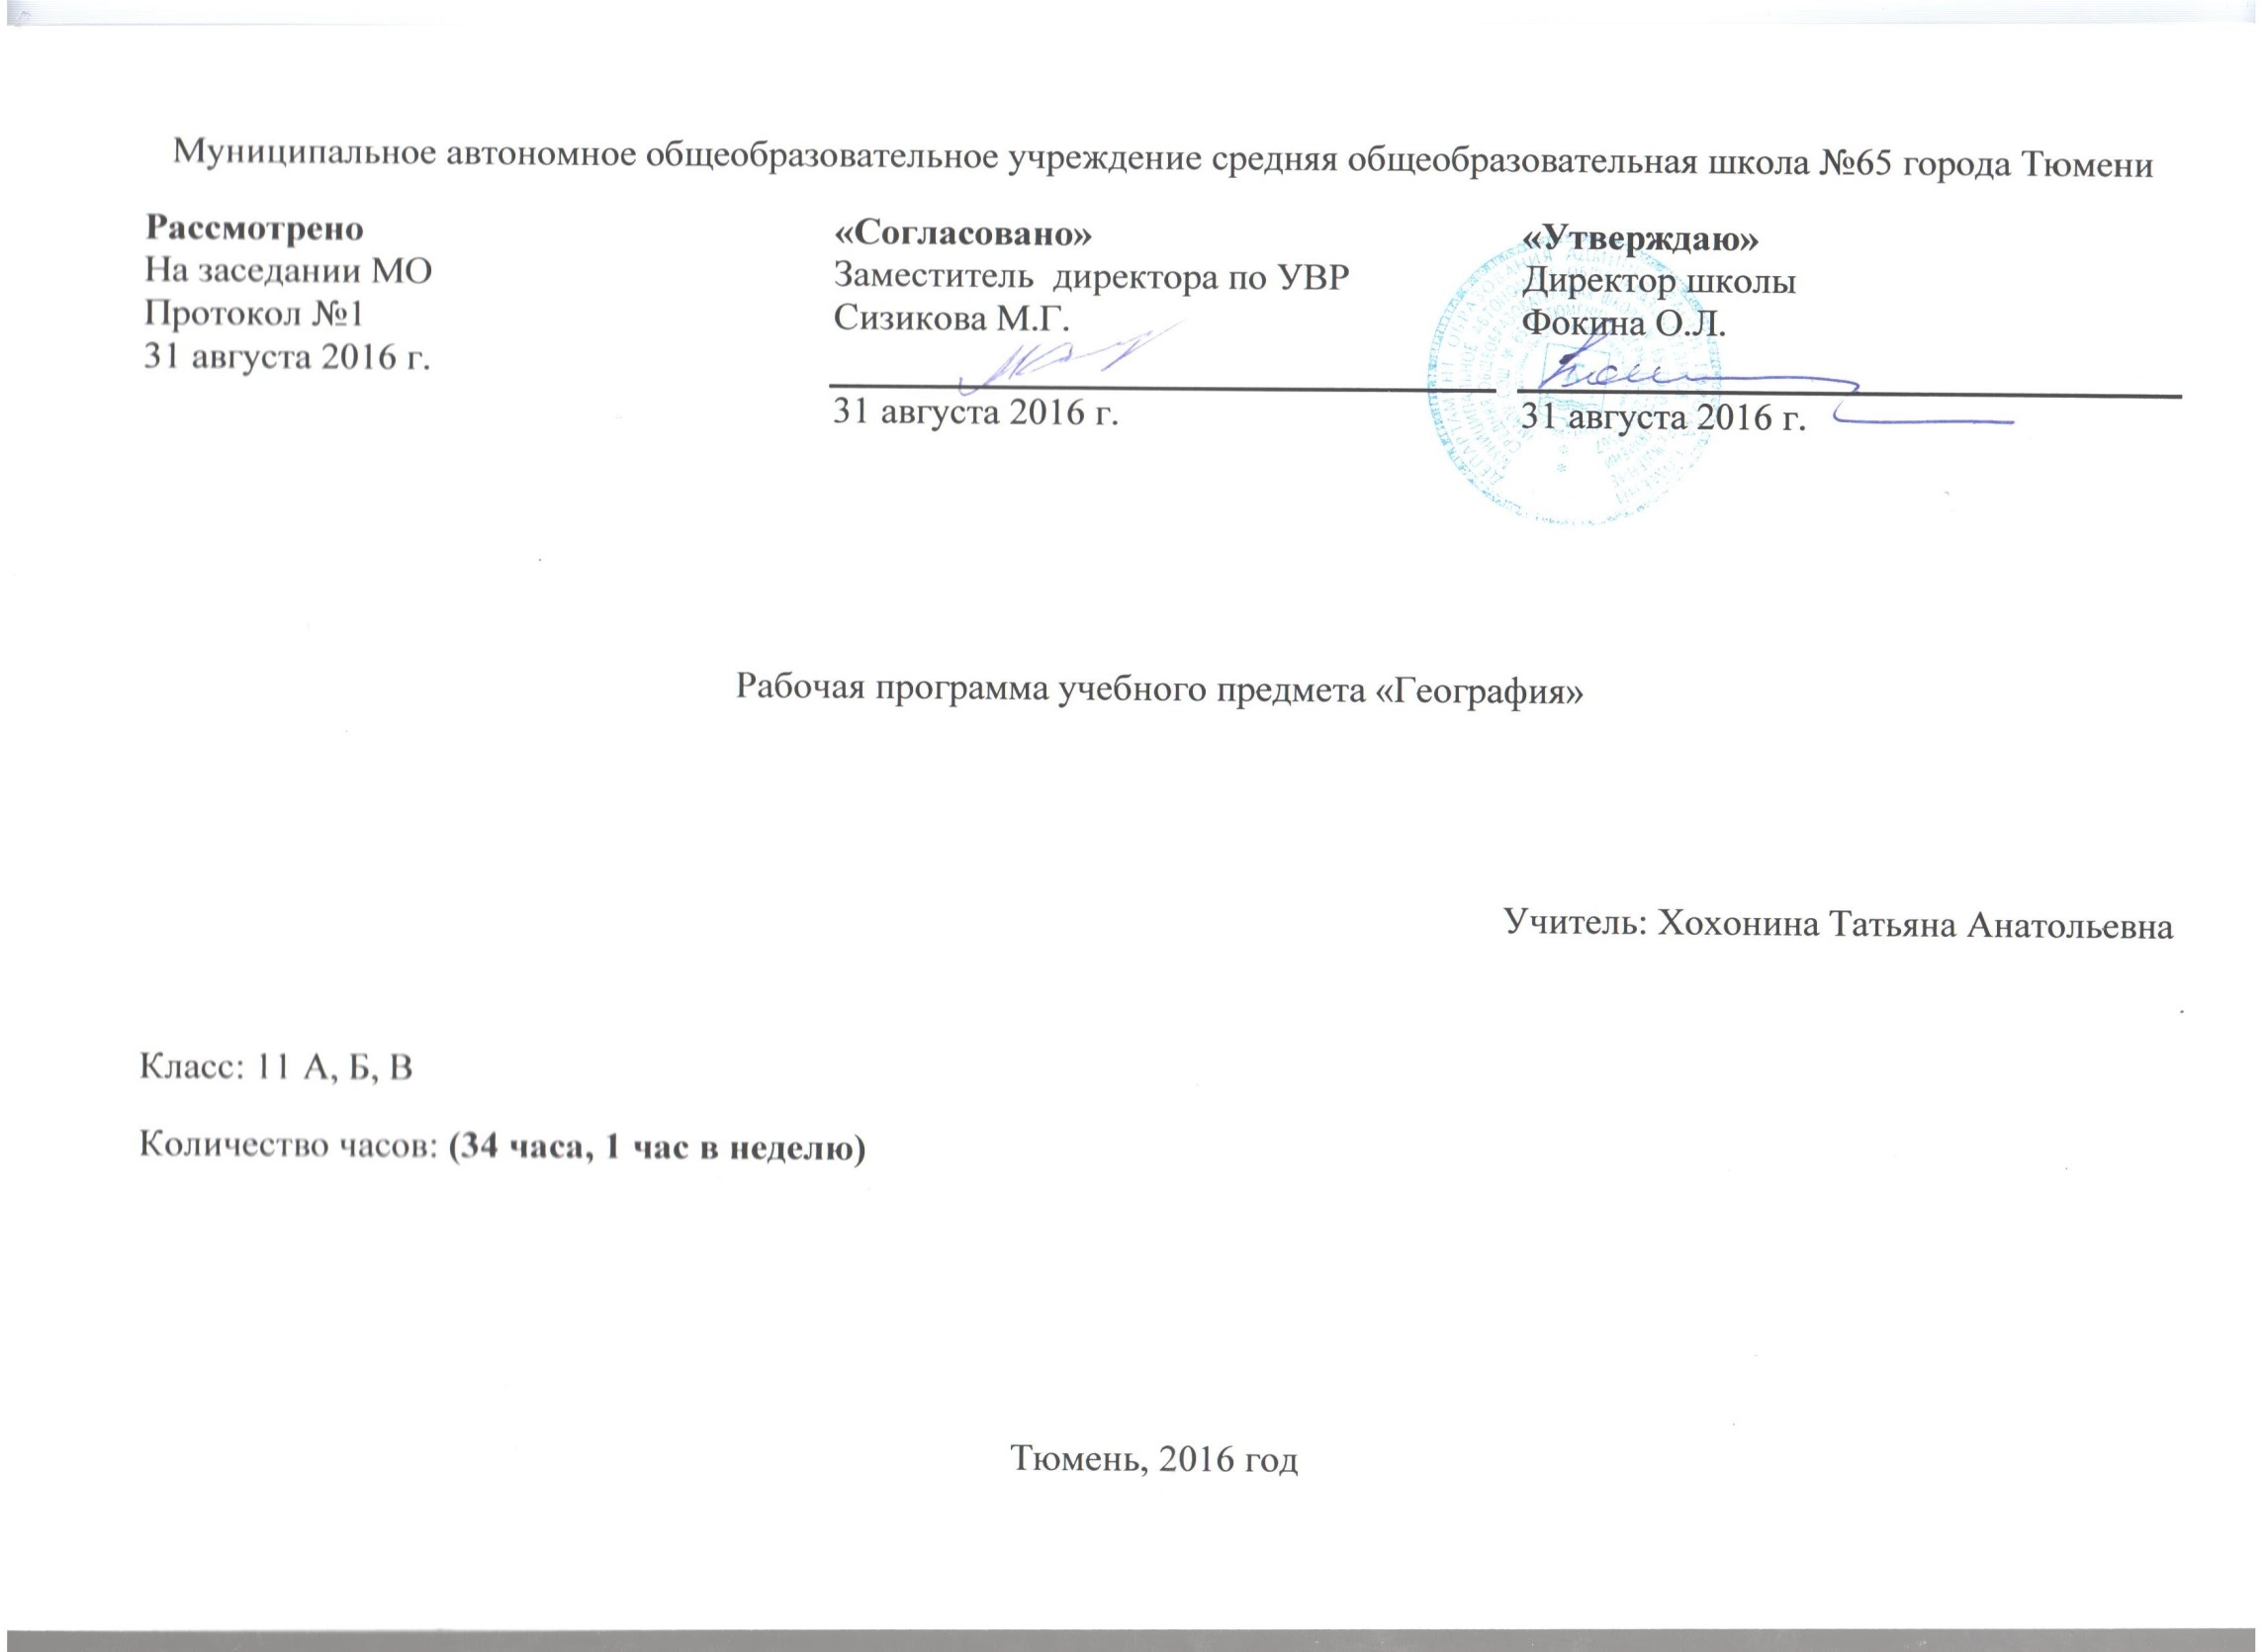 Муниципальное автономное общеобразовательное учреждение средняя общеобразовательная школа №65 города Тюмени
Рассмотрено
На заседании МО
Протокол №1
31 августа 2016 г.
«Согласовано»
Заместитель директора по УВР
Сизикова М.Г.
31 августа 2016 г.
«Утверждаю»
Директор школы
Фокина О.Л.
31 августа 2016 г.
Рабочая программа учебного предмета «География»
Учитель: Хохонина Татьяна Анатольевна
Класс: 11 А, Б, В
Количество часов: (34 часа, 1 час в неделю)
Тюмень, 2016 год